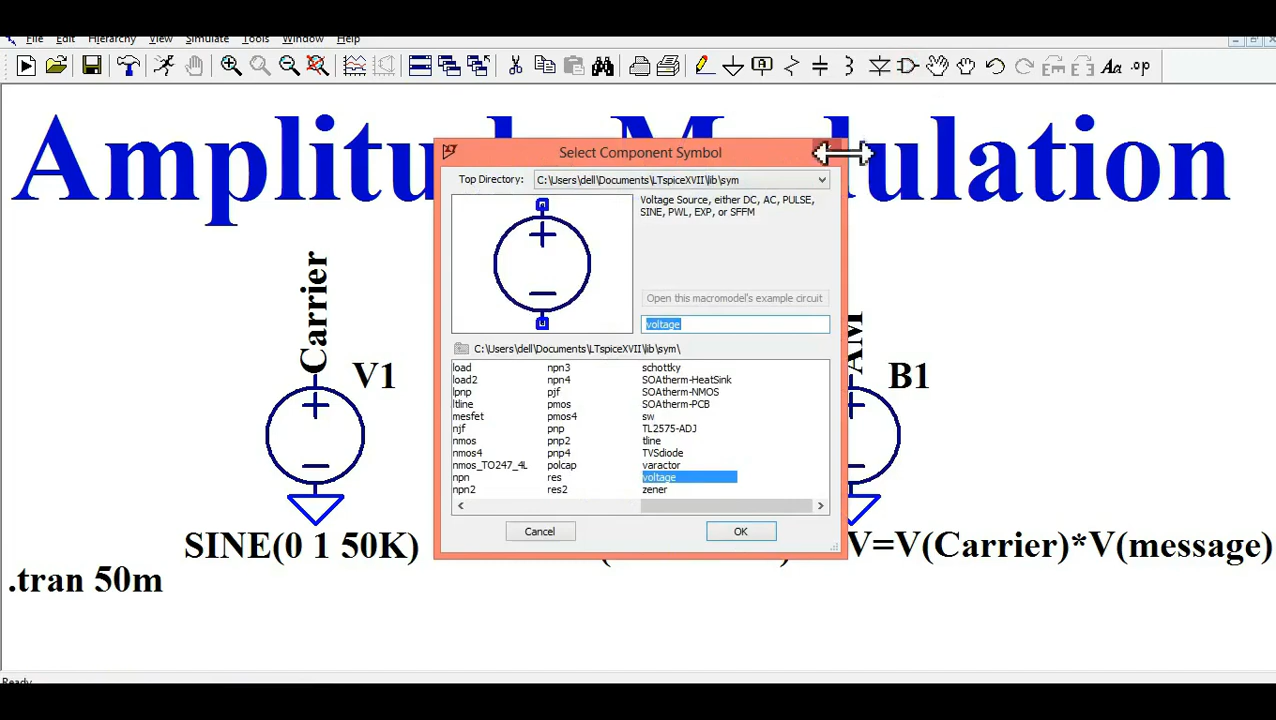 File Edit Hierarchy View Simulate Tools Window Help
Amplitu Modulation
Select Component Symbol
Top Directory: C:\Users\dell\Documents\LTspiceXVII\lib\sym
Voltage Source, either DC, AC, PULSE,
SINE, PWL, EXP, or SFFM
Open this macromodel's example circuit
voltage
C:\Users\dell\Documents\LTspiceXVII\lib\sym\
load npn3 schottky
load2 npn4 SOAtherm-HeatSink
lpnp pjf SOAtherm-NMOS
ltline pmos SOAtherm-PCB
mesfet pmos4 sw
njf pnp TL2575-ADJ
nmos pnp2 tline
nmos4 pnp4 TVSdiode
nmos_TO247_4L polcap varactor
npn res voltage
npn2 res2 zener
Cancel OK
Carrier
V1
AM
B1
SINE(0 1 50K)
V=V(Carrier)*V(message)
.tran 50m
Ready
Aa .op